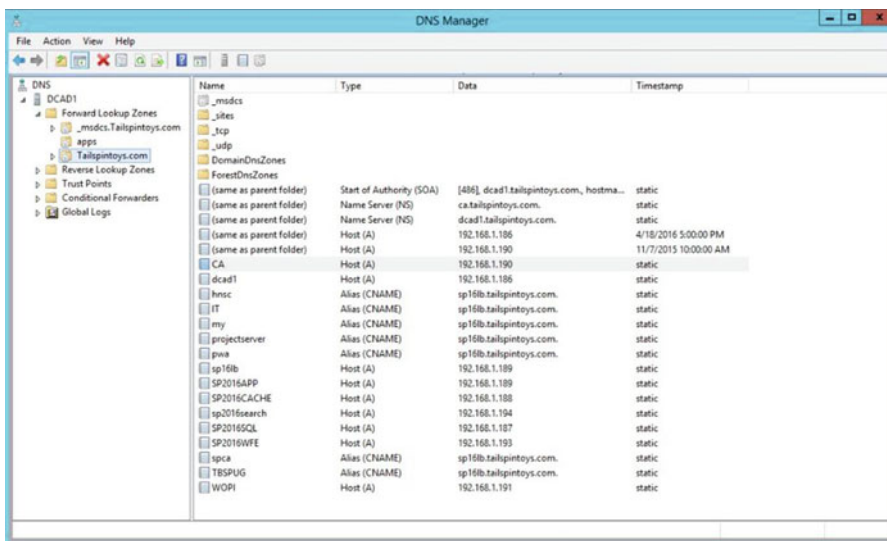 DNS Manager
File Action View Help
DNS
DCAD1
Forward Lookup Zones
_msdcs.Tailspintoys.com
apps
Tailspintoys.com
Reverse Lookup Zones
Trust Points
Conditional Forwarders
Global Logs
Name Type Data Timestamp
_msdcs
_sites
_tcp
_udp
DomainDnsZones
ForestDnsZones
(same as parent folder) Start of Authority (SOA) [486], dcad1.tailspintoys.com., hostma... static
(same as parent folder) Name Server (NS) ca.tailspintoys.com. static
(same as parent folder) Name Server (NS) dcad1.tailspintoys.com. static
(same as parent folder) Host (A) 192.168.1.186 4/18/2016 5:00:00 PM
(same as parent folder) Host (A) 192.168.1.190 11/7/2015 10:00:00 AM
CA Host (A) 192.168.1.190 static
dcad1 Host (A) 192.168.1.186 static
hnsc Alias (CNAME) sp16lb.tailspintoys.com. static
IT Alias (CNAME) sp16lb.tailspintoys.com. static
my Alias (CNAME) sp16lb.tailspintoys.com. static
projectserver Alias (CNAME) sp16lb.tailspintoys.com. static
pwa Alias (CNAME) sp16lb.tailspintoys.com. static
sp16lb Host (A) 192.168.1.189 static
SP2016APP Host (A) 192.168.1.189 static
SP2016CACHE Host (A) 192.168.1.188 static
sp2016search Host (A) 192.168.1.194 static
SP2016SQL Host (A) 192.168.1.187 static
SP2016WFE Host (A) 192.168.1.193 static
spca Alias (CNAME) sp16lb.tailspintoys.com. static
TBSPUG Alias (CNAME) sp16lb.tailspintoys.com. static
WOPI Host (A) 192.168.1.191 static